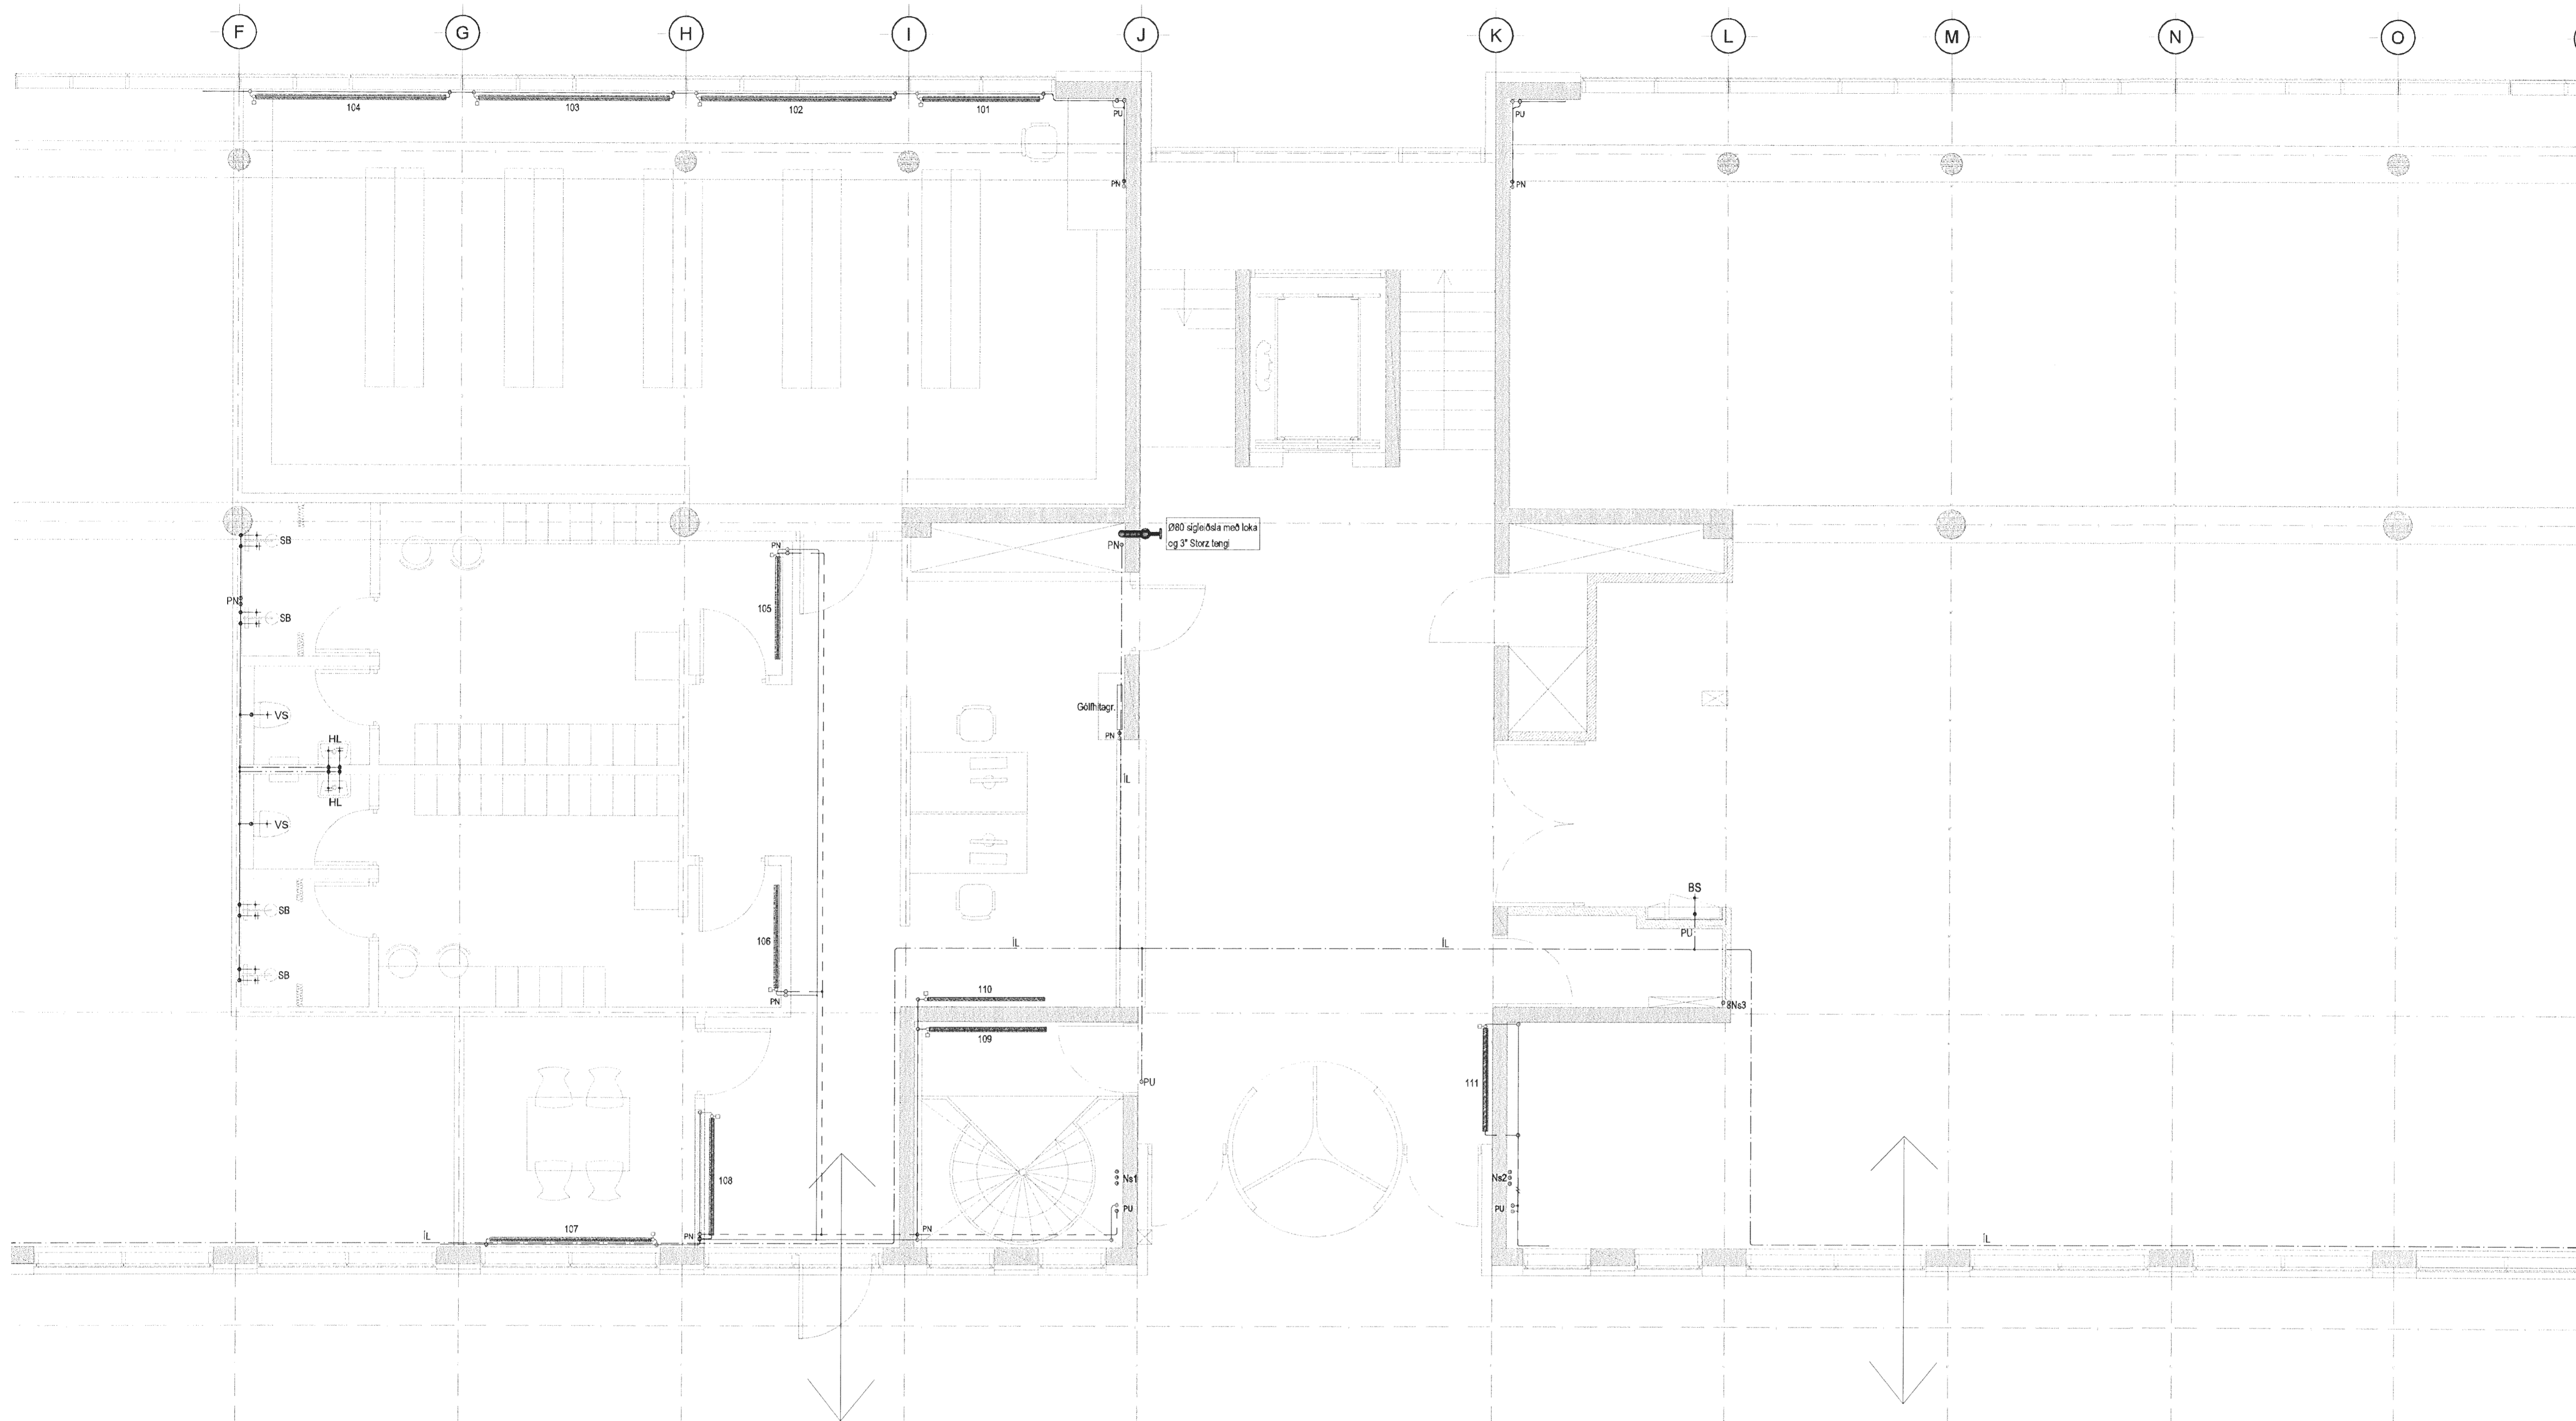 F G H I J K L M N O
104 103 102 101
PU PU
PN PN
Ø80 sigleiðsla með loka
og 3" Storz tengi
SB
PN
PN
105
PN
SB
Gólfhitagr.
VS
PN
HL
ÍL
HL
VS
BS
SB
PU
106
ÍL ÍL
SB
110
PN
8Ns3
109
111
PU
108
Ns1
Ns2
PU
PU
107
PN
ÍL
PN
ÍL